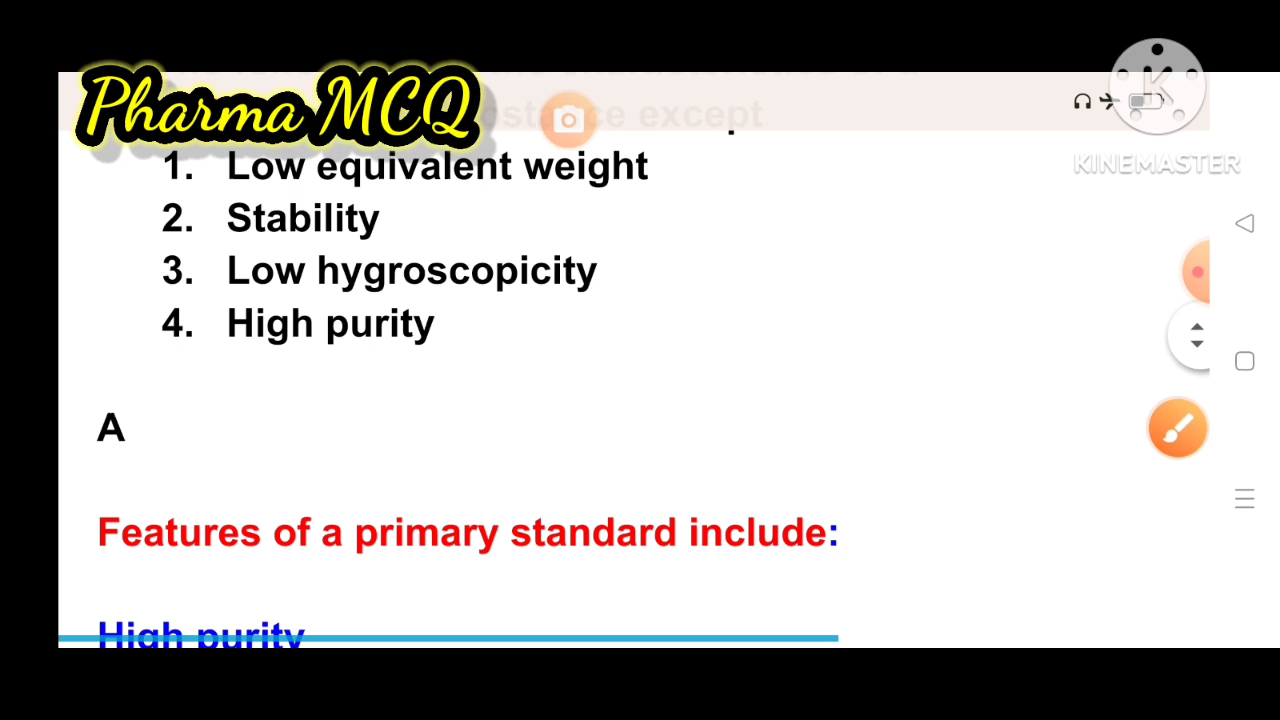 Pharma MCQ
except
KINEMASTER
1. Low equivalent weight
2. Stability
3. Low hygroscopicity
4. High purity
A
Features of a primary standard include:
High purity